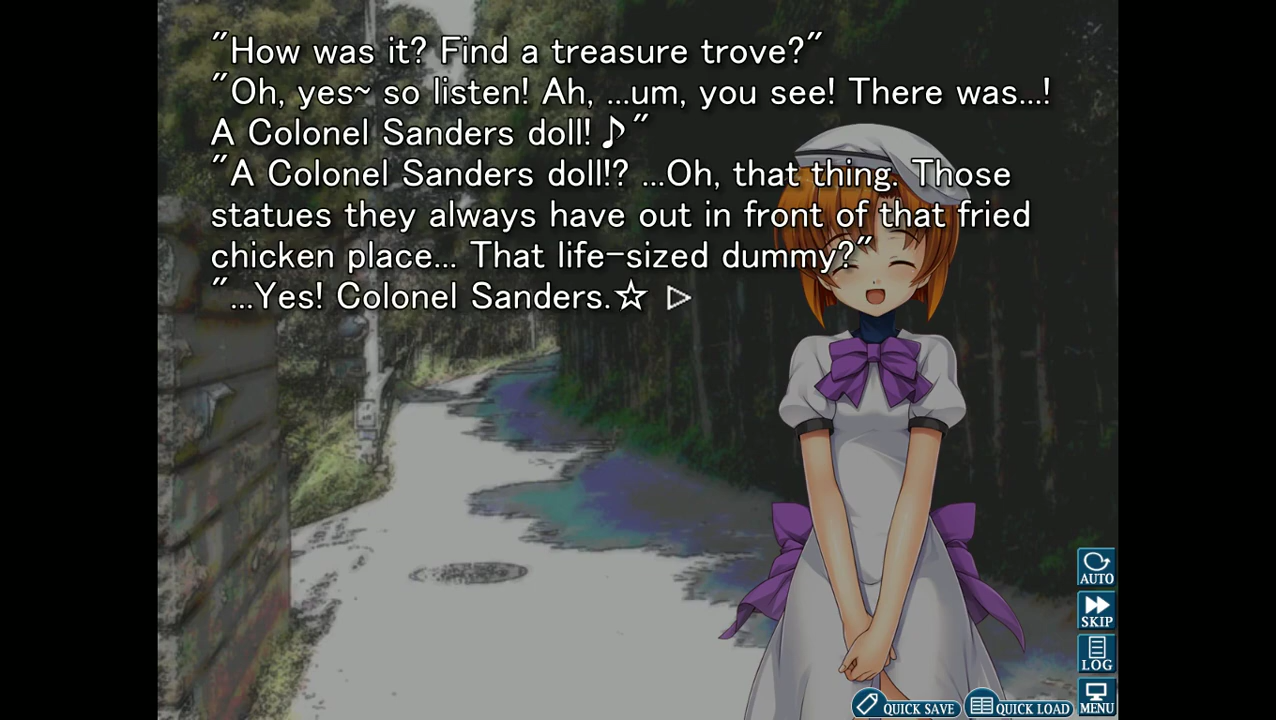 "How was it? Find a treasure trove?"
"Oh, yes~ so listen! Ah, ...um, you see! There was...!
A Colonel Sanders doll!♪"
"A Colonel Sanders doll!? ...Oh, that thing. Those
statues they always have out in front of that fried
chicken place... That life-sized dummy?"
"...Yes! Colonel Sanders.☆ ▷
AUTO
SKIP
LOG
MENU
QUICK SAVE QUICK LOAD